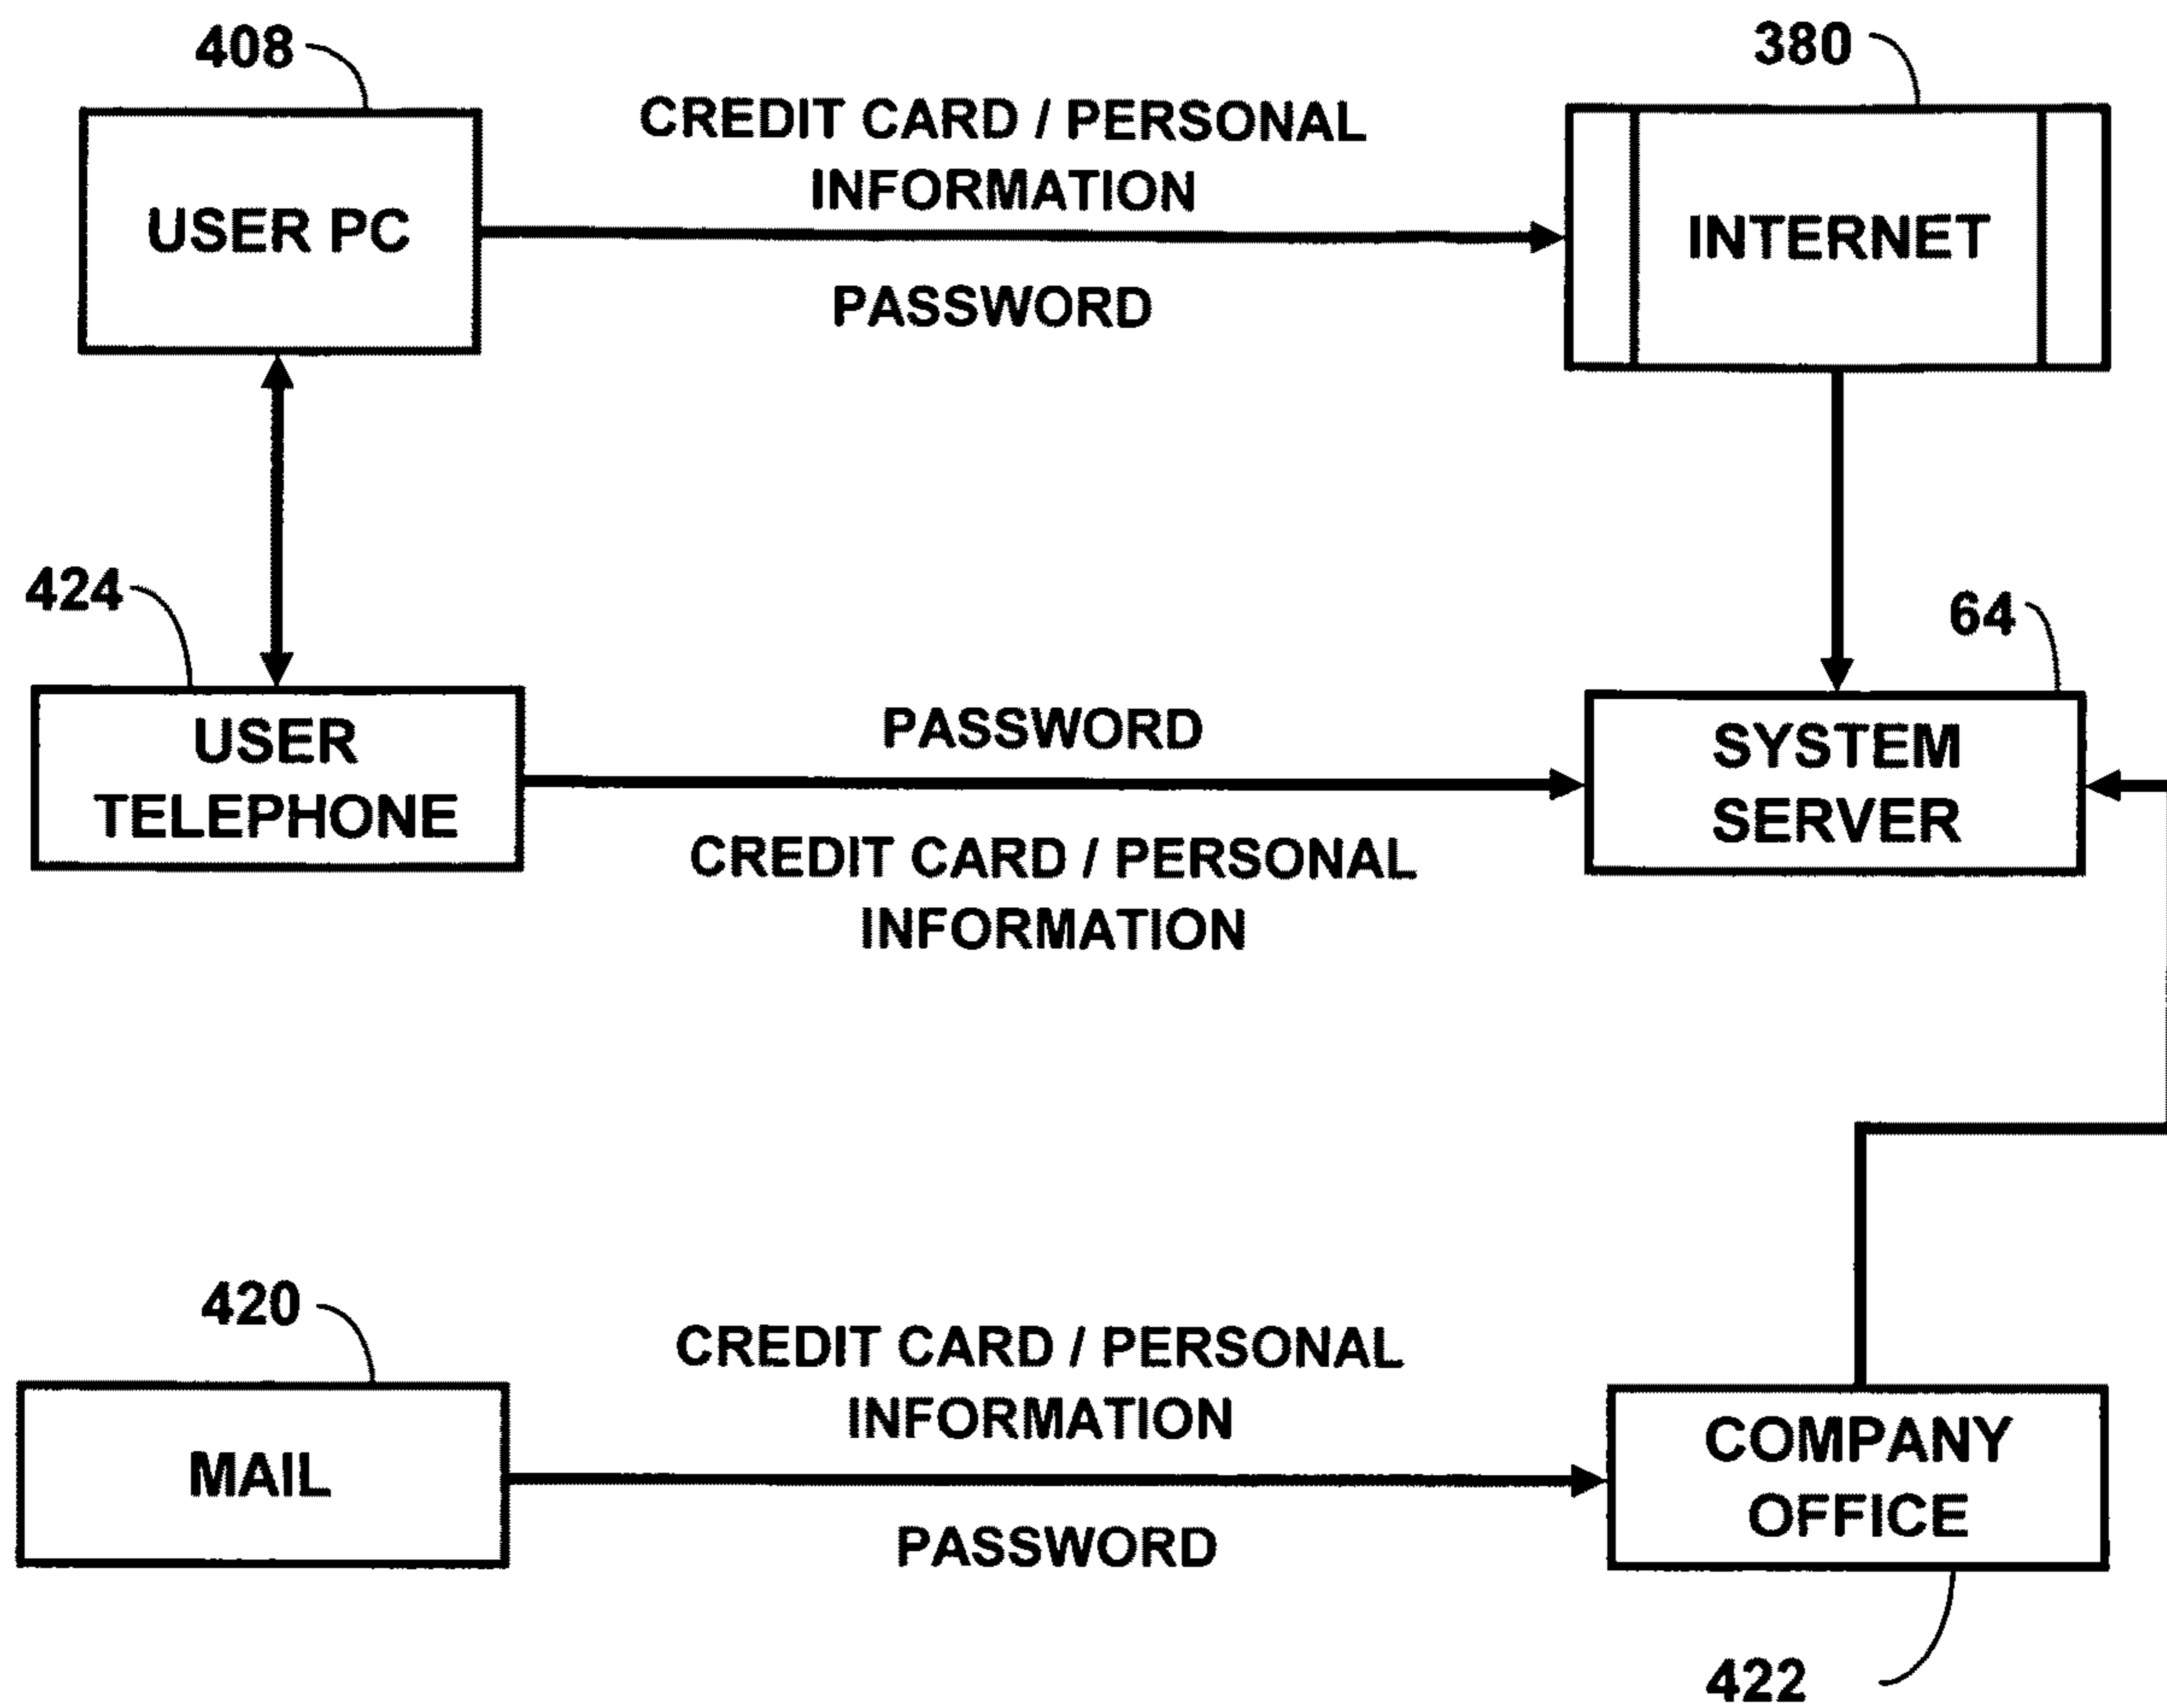 408
380
CREDIT CARD / PERSONAL
INFORMATION
USER PC
INTERNET
PASSWORD
424
64
USER
TELEPHONE
PASSWORD
SYSTEM
SERVER
CREDIT CARD / PERSONAL
INFORMATION
420
CREDIT CARD / PERSONAL
INFORMATION
MAIL
COMPANY
OFFICE
PASSWORD
422